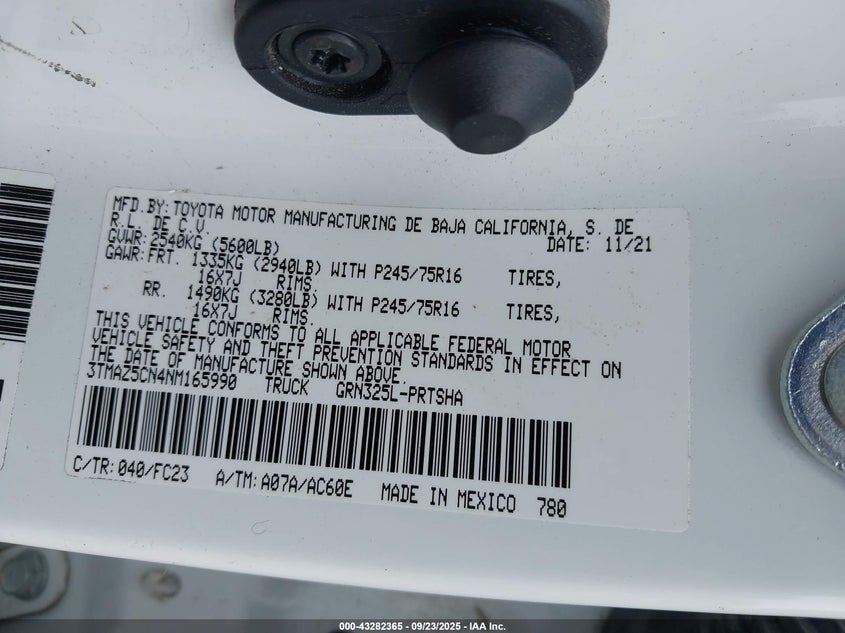 MFD.BY:TOYOTA MOTOR MANUFACTURING DE BAJA CALIFORNIA, S. DE
R.L. DE C.V. DATE: 11/21
GVWR:2540KG (5600LB)
GAWR:FRT. 1335KG (2940LB) WITH P245/75R16 TIRES,
16X7J RIMS.
RR. 1490KG (3280LB) WITH P245/75R16 TIRES,
16X7J RIMS.
THIS VEHICLE CONFORMS TO ALL APPLICABLE FEDERAL MOTOR
VEHICLE SAFETY AND THEFT PREVENTION STANDARDS IN EFFECT ON
THE DATE OF MANUFACTURE SHOWN ABOVE.
3TMAZ5CN4NM165990 TRUCK GRN325L-PRTSHA
C/TR:040/FC23 A/TM:A07A/AC60E MADE IN MEXICO 780
000-43282365 - 09/23/2025 - IAA Inc.